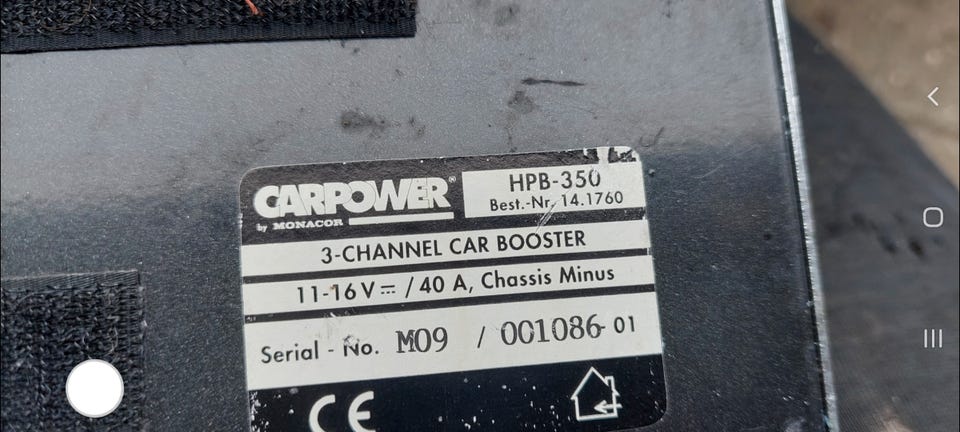 CARPOWER®
by MONACOR
HPB-350
Best.-Nr. 14.1760
3-CHANNEL CAR BOOSTER
11-16 V ⎓ / 40 A, Chassis Minus
Serial - No. M09 / 001086-01
CE